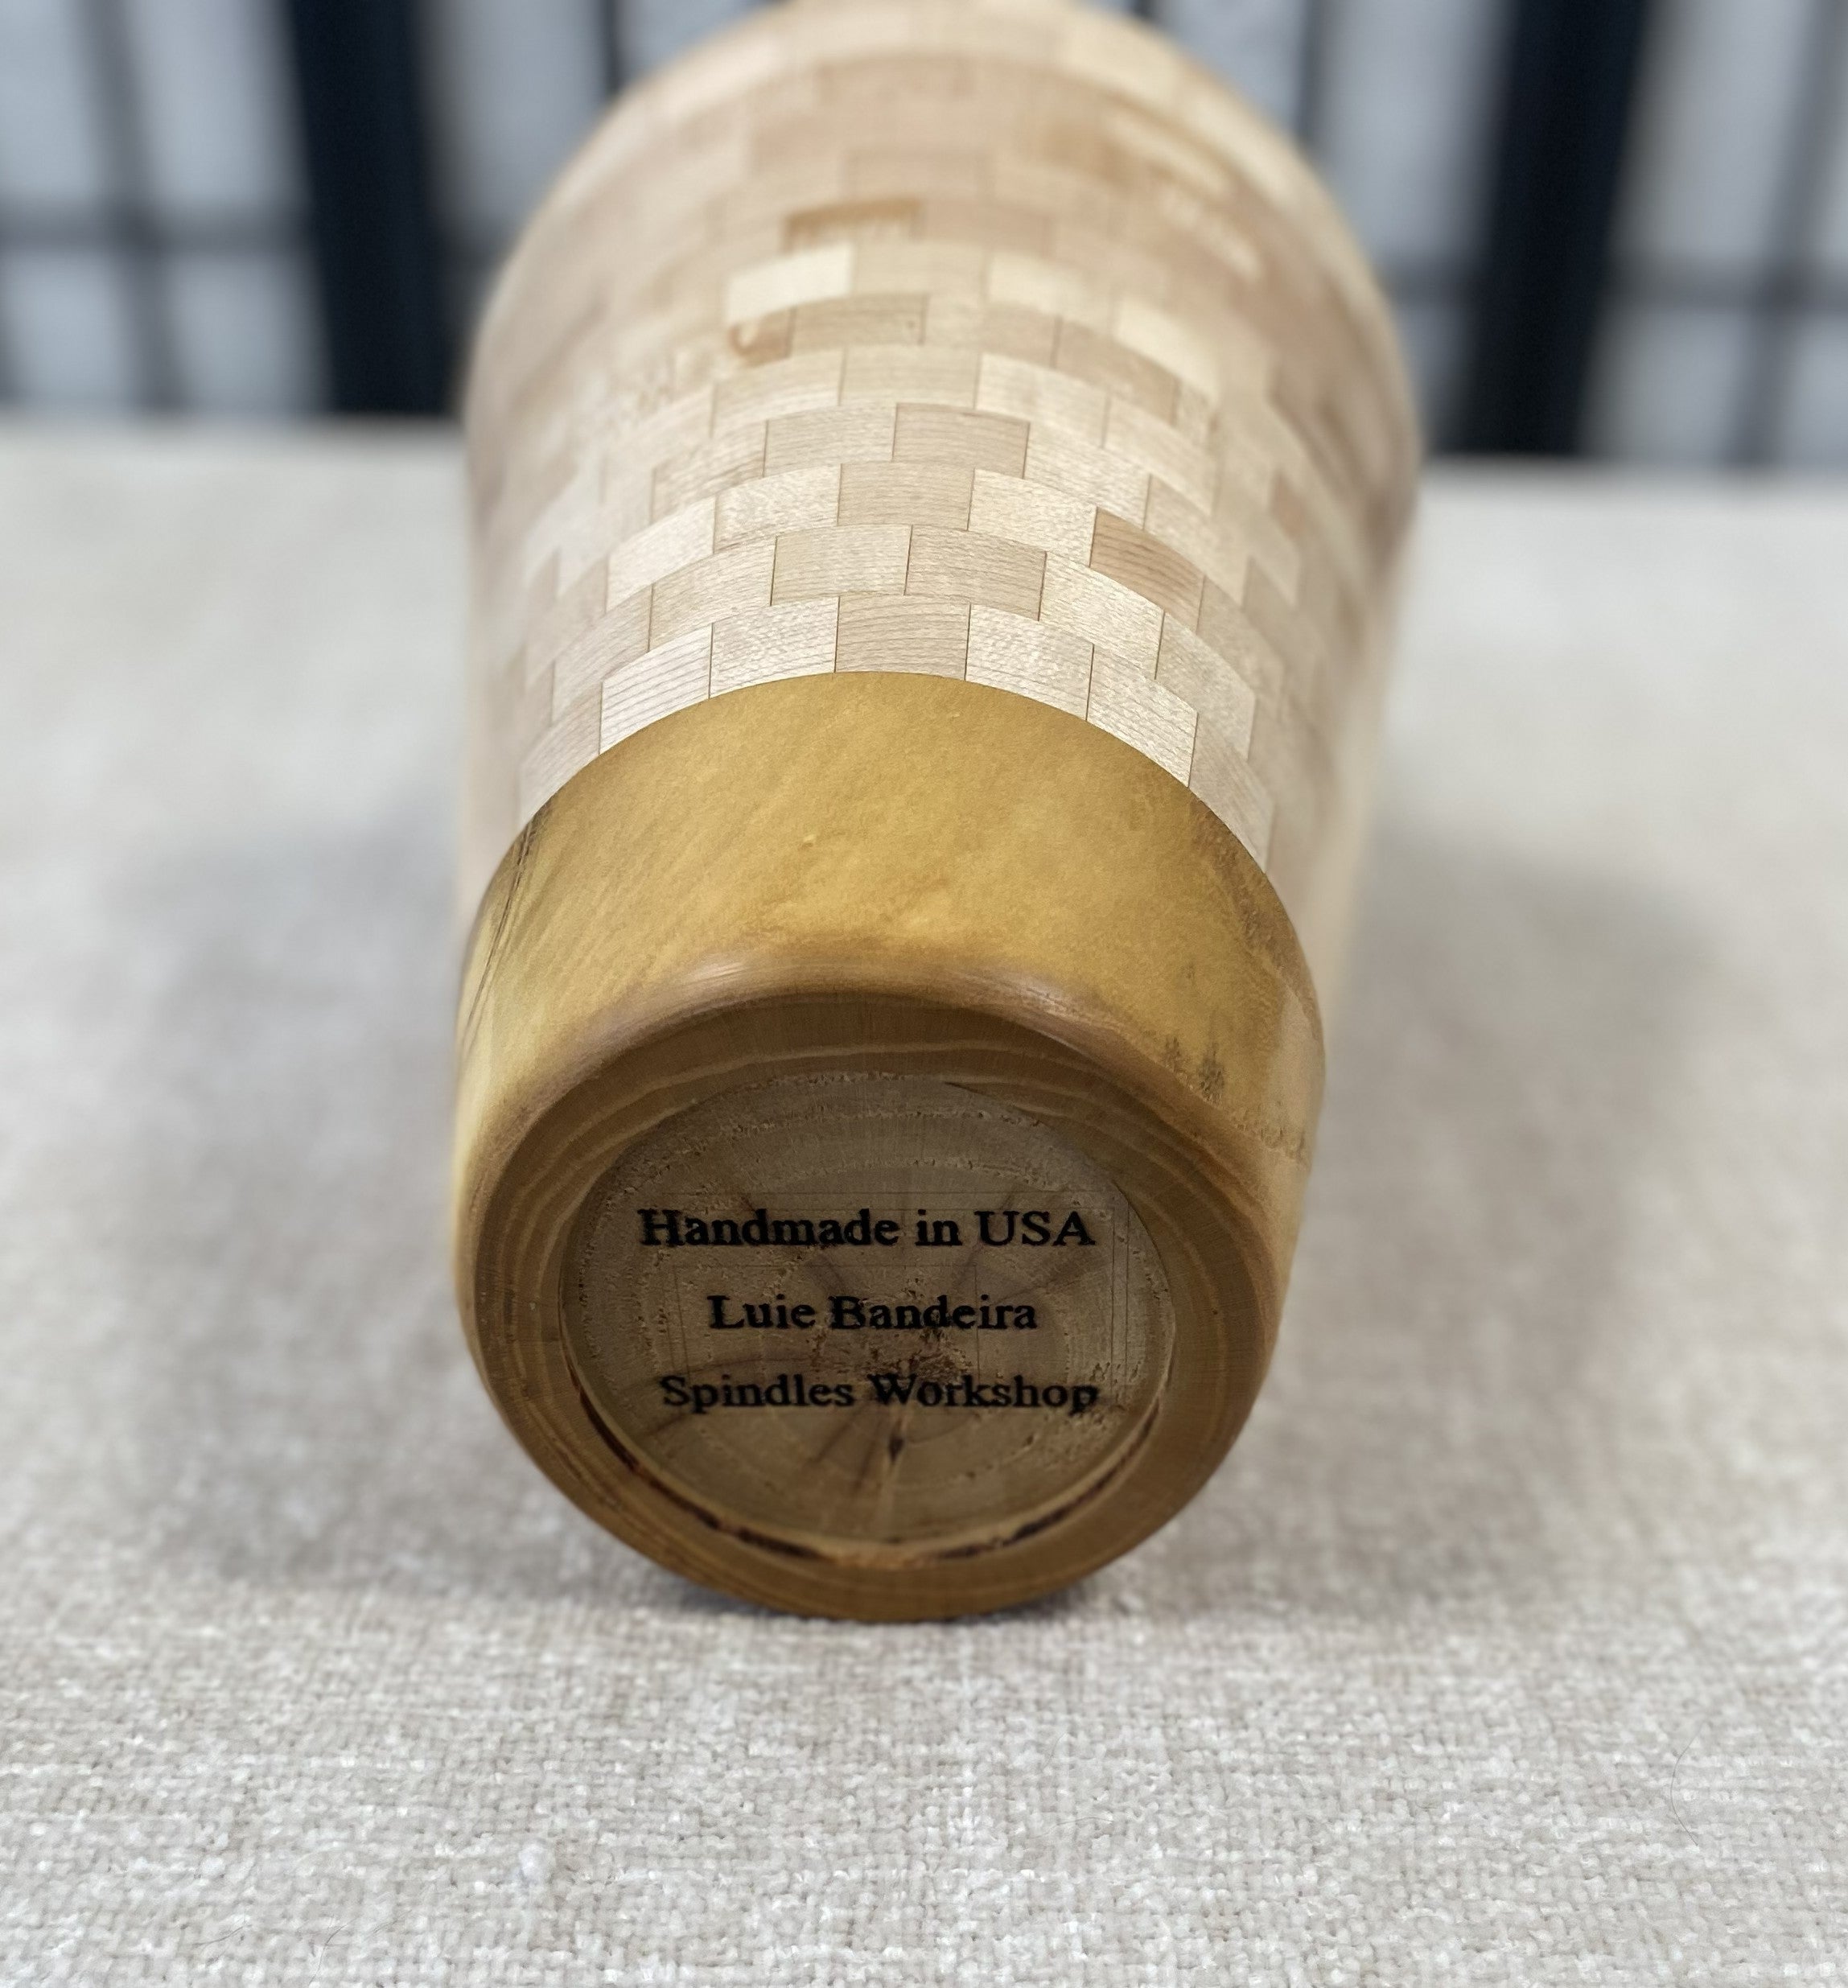 Handmade in USA
Luie Bandeira
Spindles Workshop